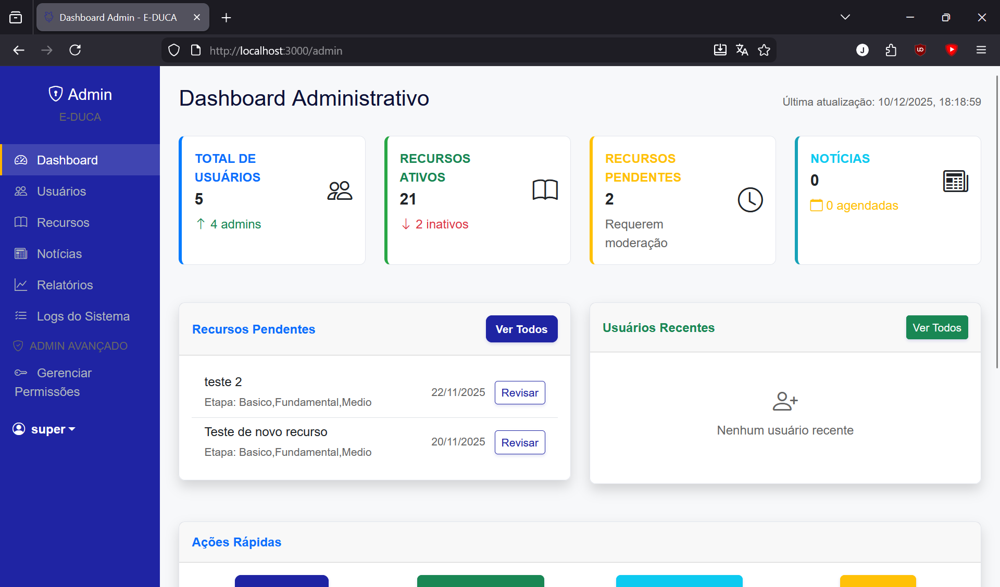 Dashboard Admin - E-DUCA
http://localhost:3000/admin
J
Admin
E-DUCA
Dashboard
Usuários
Recursos
Notícias
Relatórios
Logs do Sistema
ADMIN AVANÇADO
Gerenciar
Permissões
super
Dashboard Administrativo
Última atualização: 10/12/2025, 18:18:59
TOTAL DE
USUÁRIOS
5
4 admins
RECURSOS
ATIVOS
21
2 inativos
RECURSOS
PENDENTES
2
Requerem
moderação
NOTÍCIAS
0
0 agendadas
Recursos Pendentes
Ver Todos
teste 2
Etapa: Basico,Fundamental,Medio
22/11/2025
Revisar
Teste de novo recurso
Etapa: Basico,Fundamental,Medio
20/11/2025
Revisar
Usuários Recentes
Ver Todos
Nenhum usuário recente
Ações Rápidas